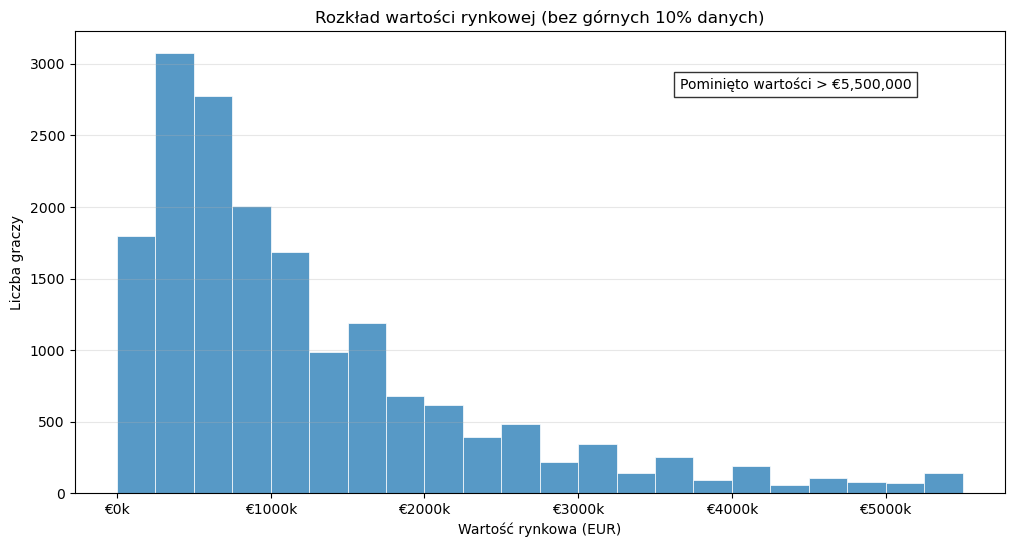 Rozkład wartości rynkowej (bez górnych 10% danych)
Pominięto wartości > €5,500,000
Liczba graczy
3000
2500
2000
1500
1000
500
0
€0k €1000k €2000k €3000k €4000k €5000k
Wartość rynkowa (EUR)